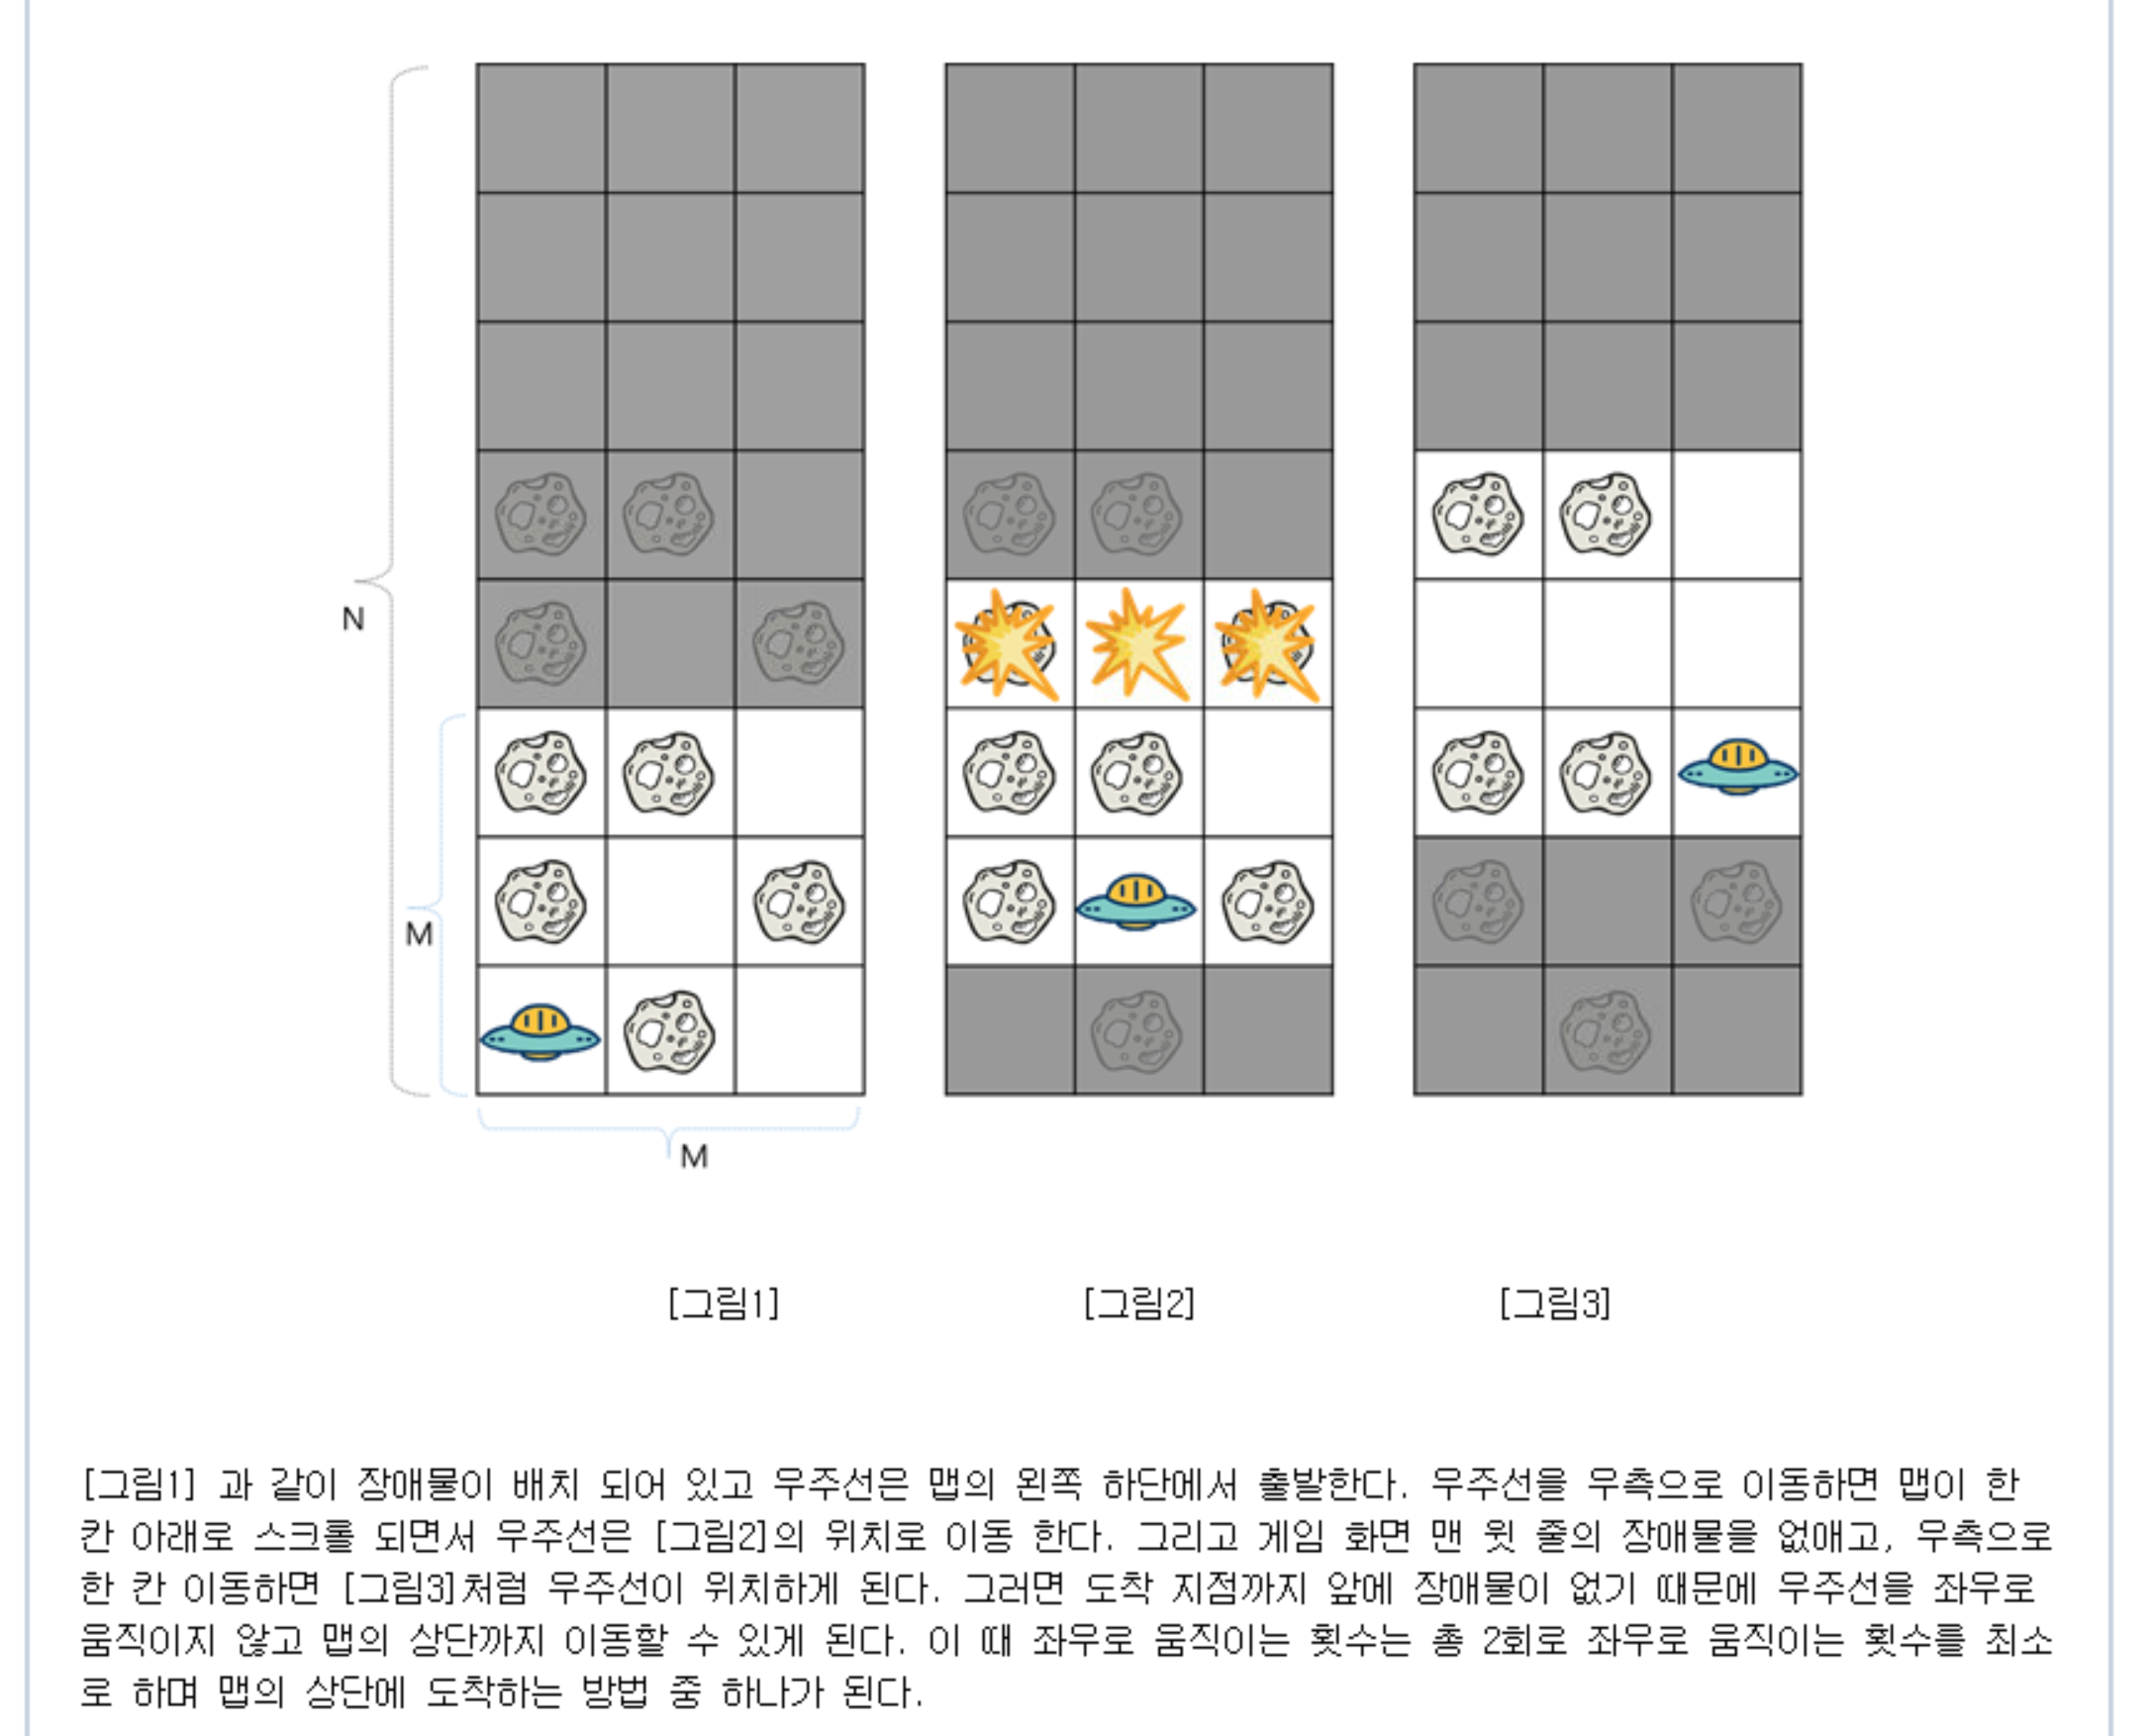 N
M
M
[그림1] [그림2] [그림3]
[그림1] 과 같이 장애물이 배치 되어 있고 우주선은 맵의 왼쪽 하단에서 출발한다. 우주선을 우측으로 이동하면 맵이 한
칸 아래로 스크롤 되면서 우주선은 [그림2]의 위치로 이동 한다. 그리고 게임 화면 맨 윗 줄의 장애물을 없애고, 우측으로
한 칸 이동하면 [그림3]처럼 우주선이 위치하게 된다. 그러면 도착 지점까지 앞에 장애물이 없기 때문에 우주선을 좌우로
움직이지 않고 맵의 상단까지 이동할 수 있게 된다. 이 때 좌우로 움직이는 횟수는 총 2회로 좌우로 움직이는 횟수를 최소
로 하며 맵의 상단에 도착하는 방법 중 하나가 된다.